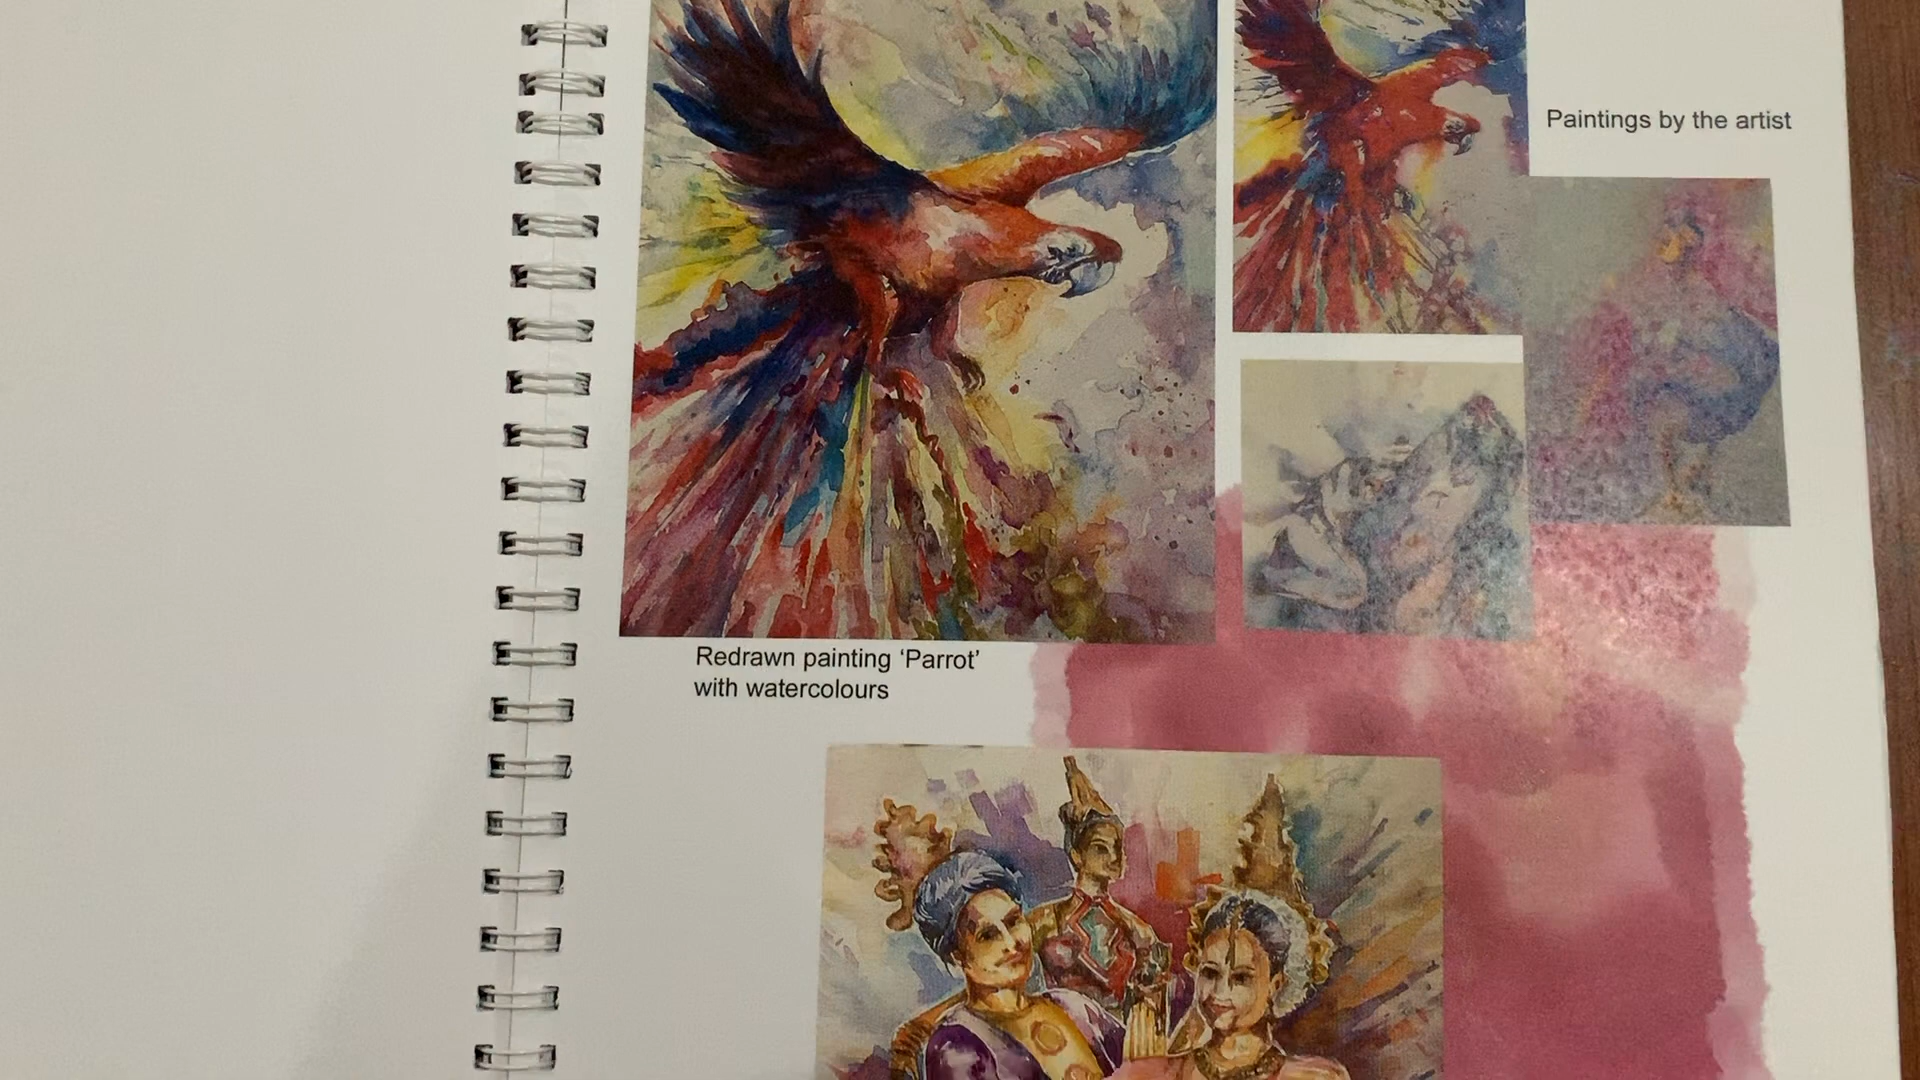 Paintings by the artist
Redrawn painting ‘Parrot’
with watercolours